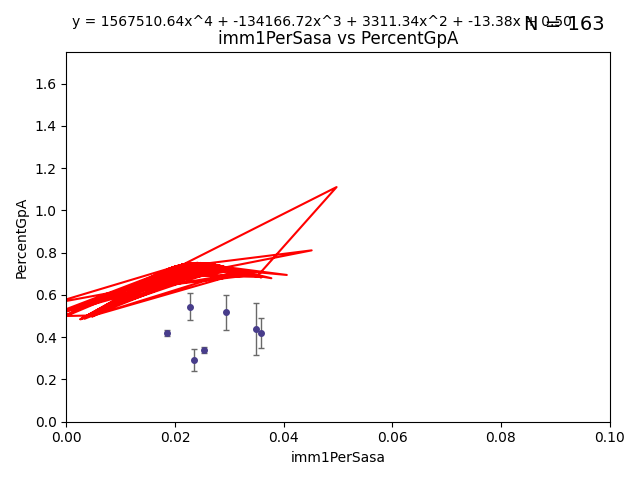 y = 1567510.64x^4 + -134166.72x^3 + 3311.34x^2 + -13.38x + 0.50
N = 163
imm1PerSasa vs PercentGpA
1.6
1.4
1.2
1.0
0.8
0.6
0.4
0.2
0.0
PercentGpA
0.00 0.02 0.04 0.06 0.08 0.10
imm1PerSasa